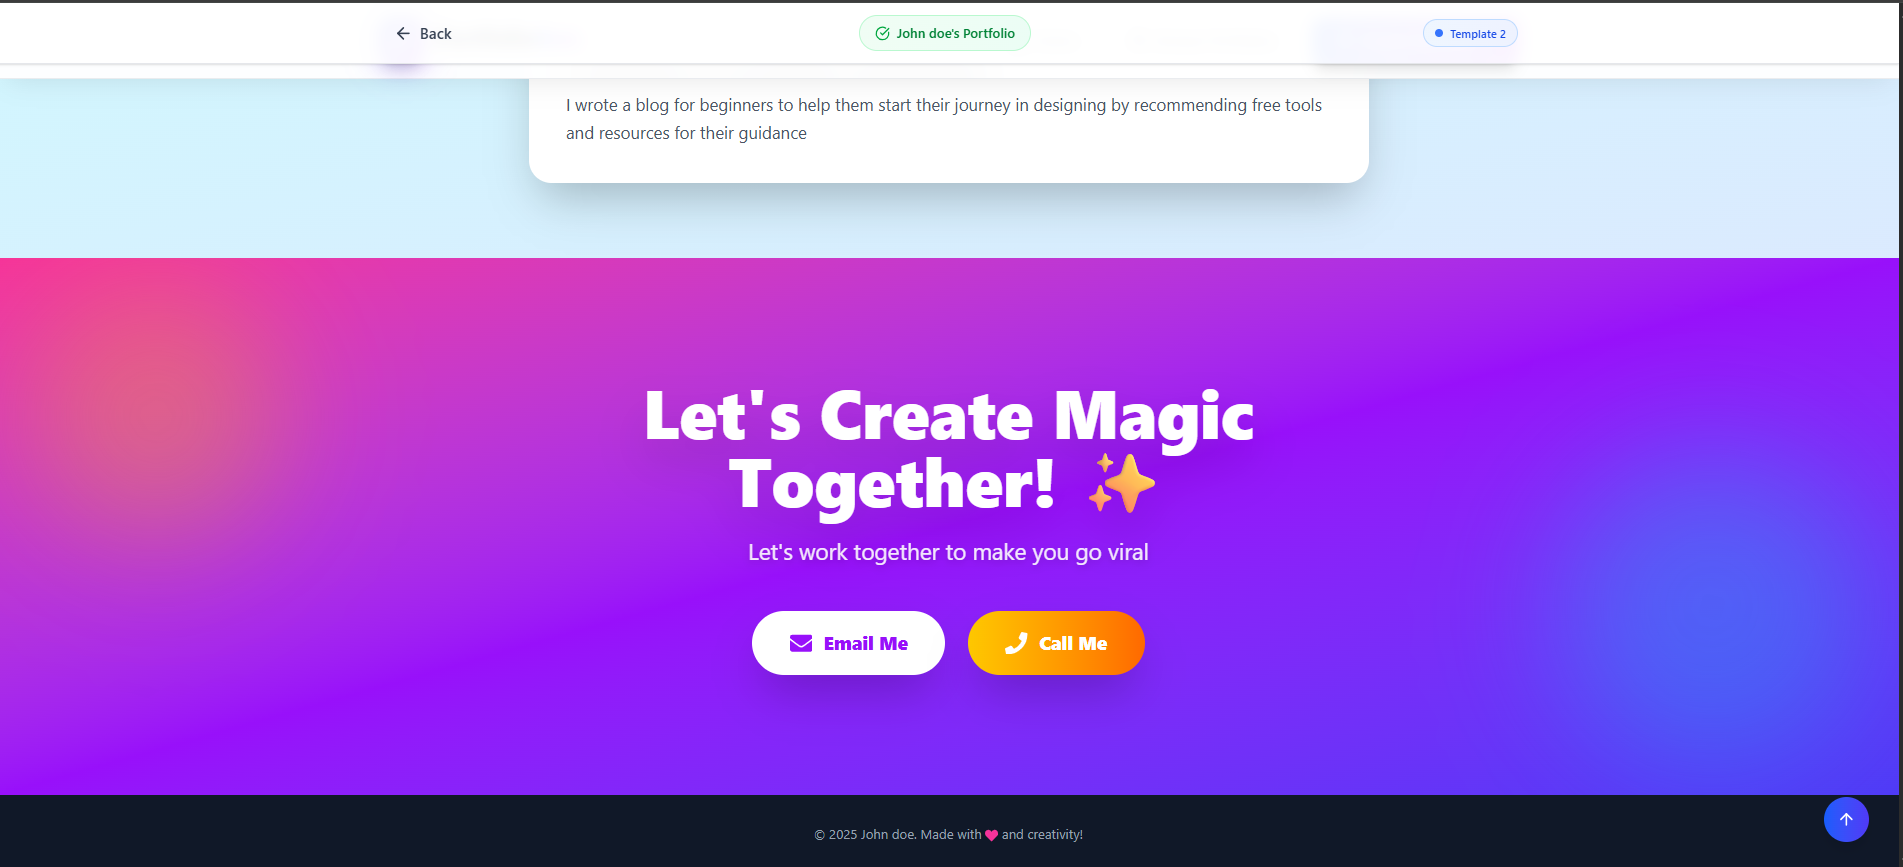 Back
John doe's Portfolio
Template 2
I wrote a blog for beginners to help them start their journey in designing by recommending free tools
and resources for their guidance
Let's Create Magic
Together! ✨
Let's work together to make you go viral
Email Me
Call Me
© 2025 John doe. Made with ❤ and creativity!